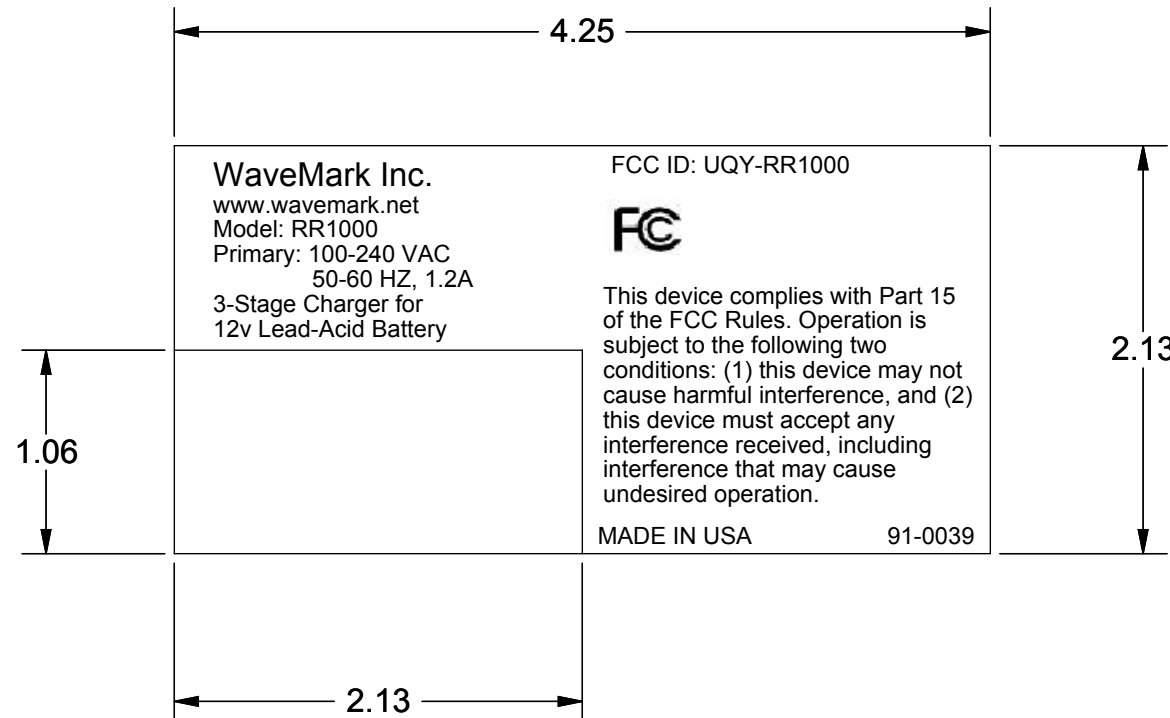 4.25
WaveMark Inc.
www.wavemark.net
Model: RR1000
Primary: 100-240 VAC
50-60 HZ, 1.2A
3-Stage Charger for
12v Lead-Acid Battery
FCC ID: UQY-RR1000
FCC
This device complies with Part 15
of the FCC Rules. Operation is
subject to the following two
conditions: (1) this device may not
cause harmful interference, and (2)
this device must accept any
interference received, including
interference that may cause
undesired operation.
MADE IN USA 91-0039
2.13
1.06
2.13